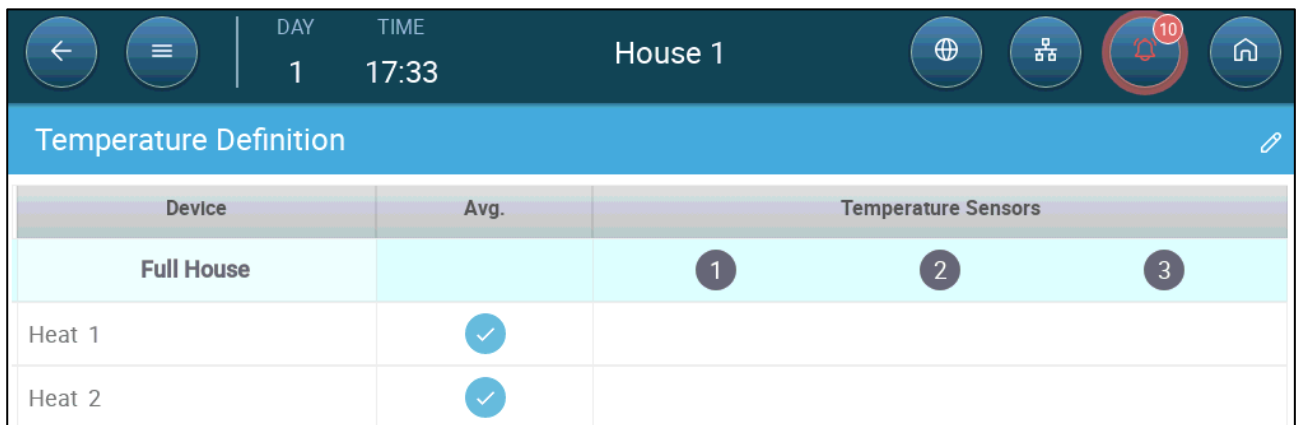 DAY TIME 10
1 17:33 House 1
Temperature Definition
Device Avg. Temperature Sensors
Full House 1 2 3
Heat 1
Heat 2